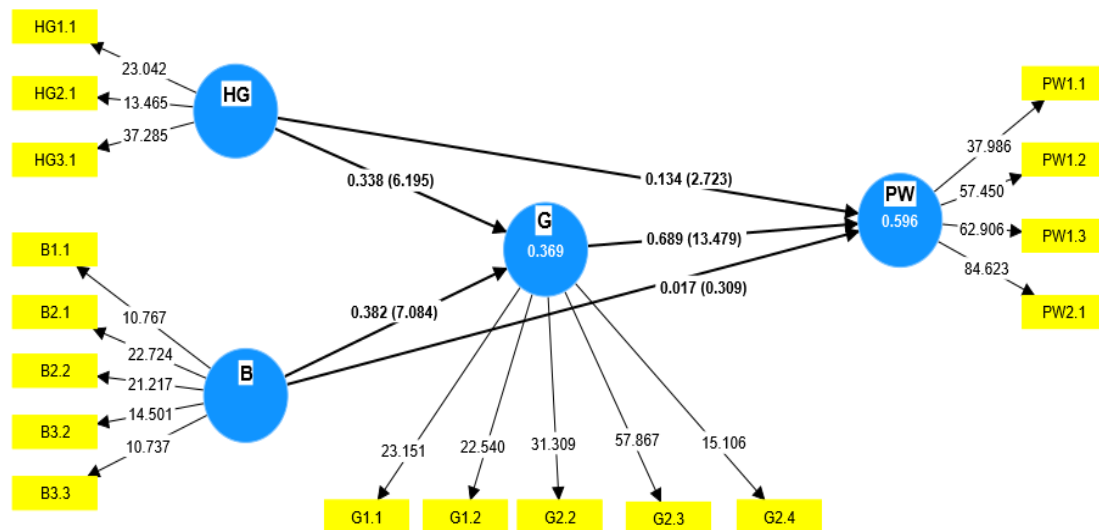 HG1.1
23.042
HG2.1
13.465
HG3.1
37.285
HG
0.338 (6.195)
0.134 (2.723)
PW1.1
37.986
PW1.2
57.450
PW
0.596
62.906
PW1.3
84.623
PW2.1
G
0.369
0.689 (13.479)
0.017 (0.309)
0.382 (7.084)
B1.1
10.767
B2.1
22.724
B2.2
21.217
B
B3.2
14.501
10.737
B3.3
23.151
22.540
31.309
57.867
15.106
G1.1
G1.2
G2.2
G2.3
G2.4